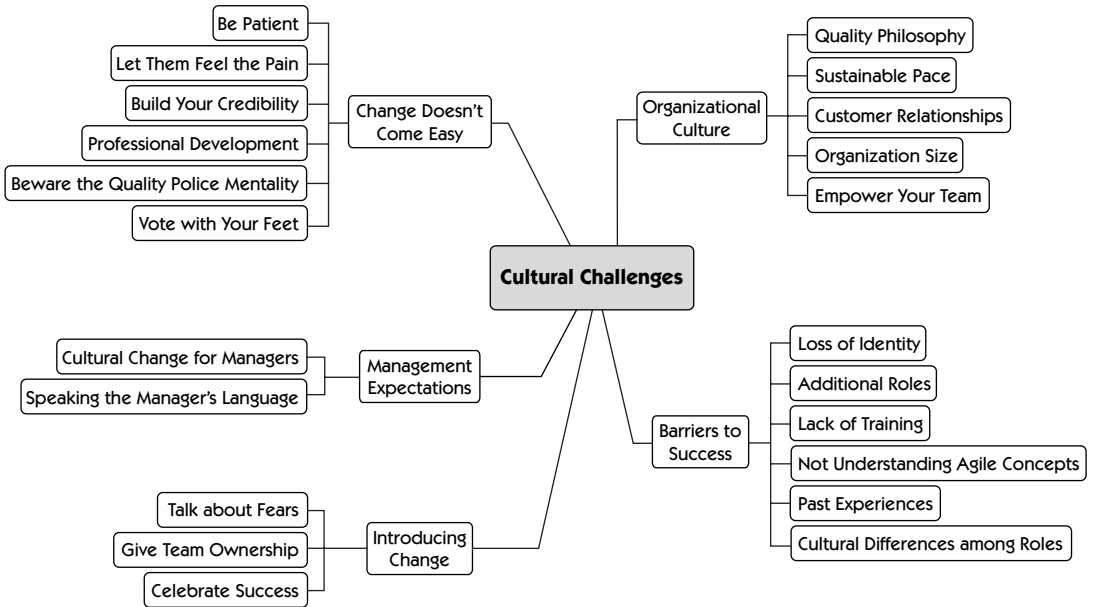 Be Patient
Let Them Feel the Pain
Build Your Credibility
Professional Development
Beware the Quality Police Mentality
Vote with Your Feet
Change Doesn't
Come Easy
Organizational
Culture
Quality Philosophy
Sustainable Pace
Customer Relationships
Organization Size
Empower Your Team
Cultural Challenges
Cultural Change for Managers
Speaking the Manager's Language
Management
Expectations
Barriers to
Success
Loss of Identity
Additional Roles
Lack of Training
Not Understanding Agile Concepts
Past Experiences
Cultural Differences among Roles
Talk about Fears
Give Team Ownership
Celebrate Success
Introducing
Change